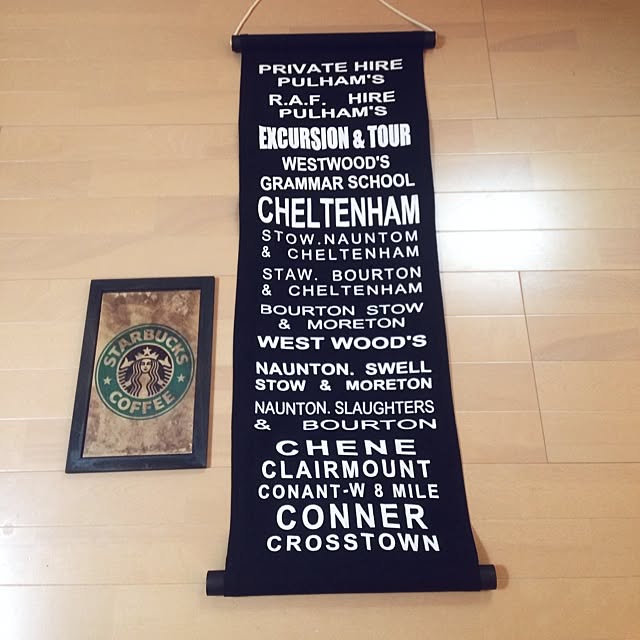 PRIVATE HIRE
PULHAM'S
R.A.F. HIRE
PULHAM'S
EXCURSION & TOUR
WESTWOOD'S
GRAMMAR SCHOOL
CHELTENHAM
STOW.NAUNTOM
& CHELTENHAM
STAW. BOURTON
& CHELTENHAM
BOURTON STOW
& MORETON
WEST WOOD'S
NAUNTON. SWELL
STOW & MORETON
NAUNTON. SLAUGHTERS
& BOURTON
CHENE
CLAIRMOUNT
CONANT-W 8 MILE
CONNER
CROSSTOWN
STARBUCKS
COFFEE